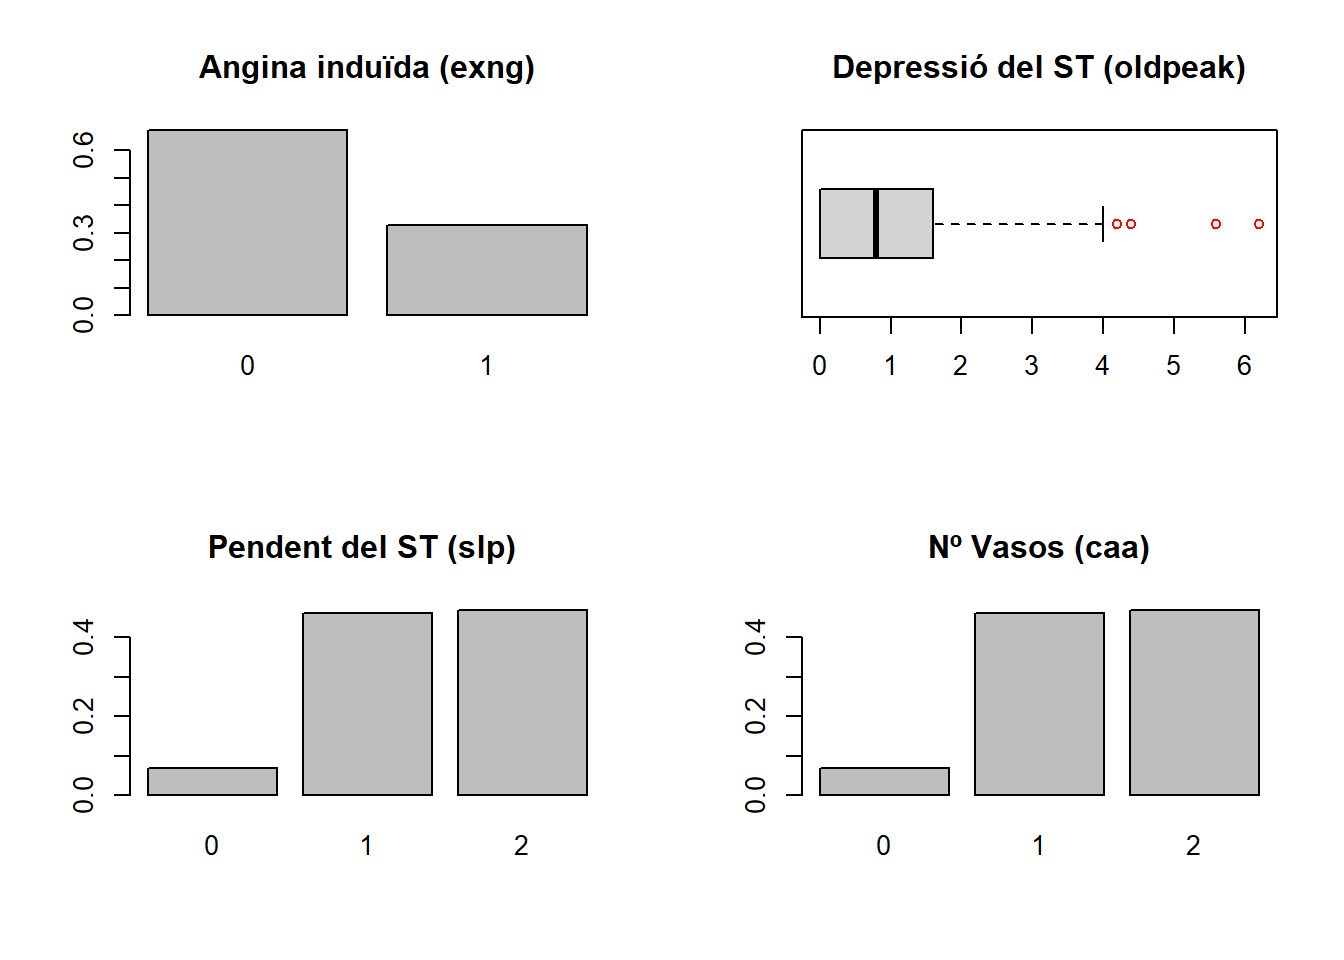 Angina induïda (exng)
0.0 0.3 0.6
0 1
Depressió del ST (oldpeak)
0 1 2 3 4 5 6
Pendent del ST (slp)
0.0 0.2 0.4
0 1 2
Nº Vasos (caa)
0.0 0.2 0.4
0 1 2